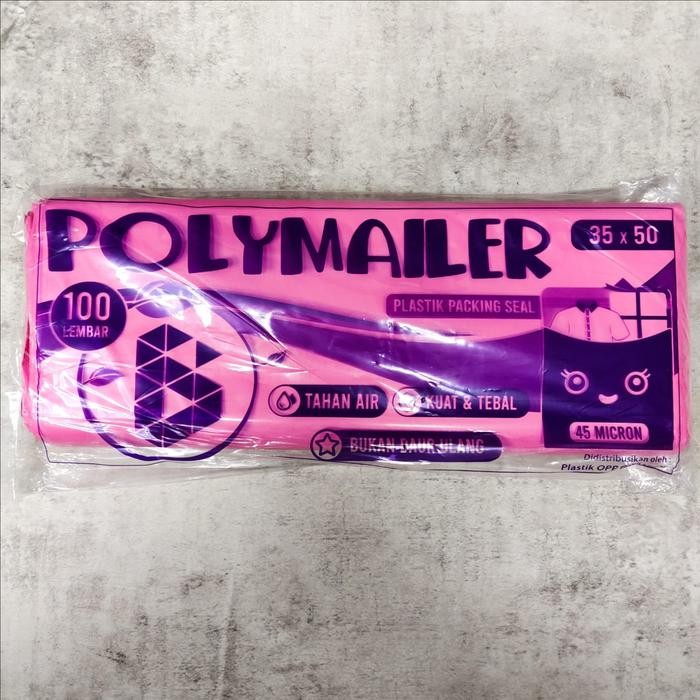 POLYMAILER
35 x 50
100
LEMBAR
PLASTIK PACKING SEAL
TAHAN AIR
KUAT & TEBAL
BUKAN DAUR ULANG
45 MICRON
Didistribusikan oleh :
Plastik OPP